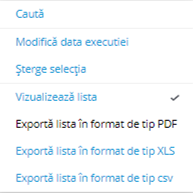 Caută
Modifică data executiei
Șterge selecția
Vizualizează lista
Exportă lista în format de tip PDF
Exportă lista în format de tip XLS
Exportă lista în format de tip csv